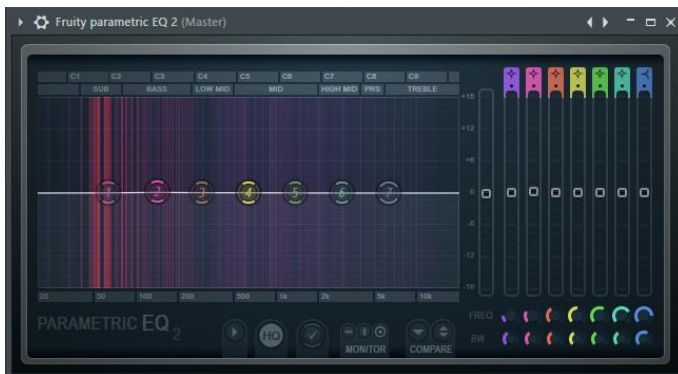 Fruity parametric EQ 2 (Master)
C1 C2 C3 C4 C5 C6 C7 C8 C9
SUB BASS LOW MID MID HIGH MID PRS TREBLE
+18
+12
+6
1 2 3 4 5 6 7
0
-6
-12
-18
20 50 100 200 500 1k 2k 5k 10k
FREQ
PARAMETRIC EQ 2
HQ
BW
MONITOR COMPARE